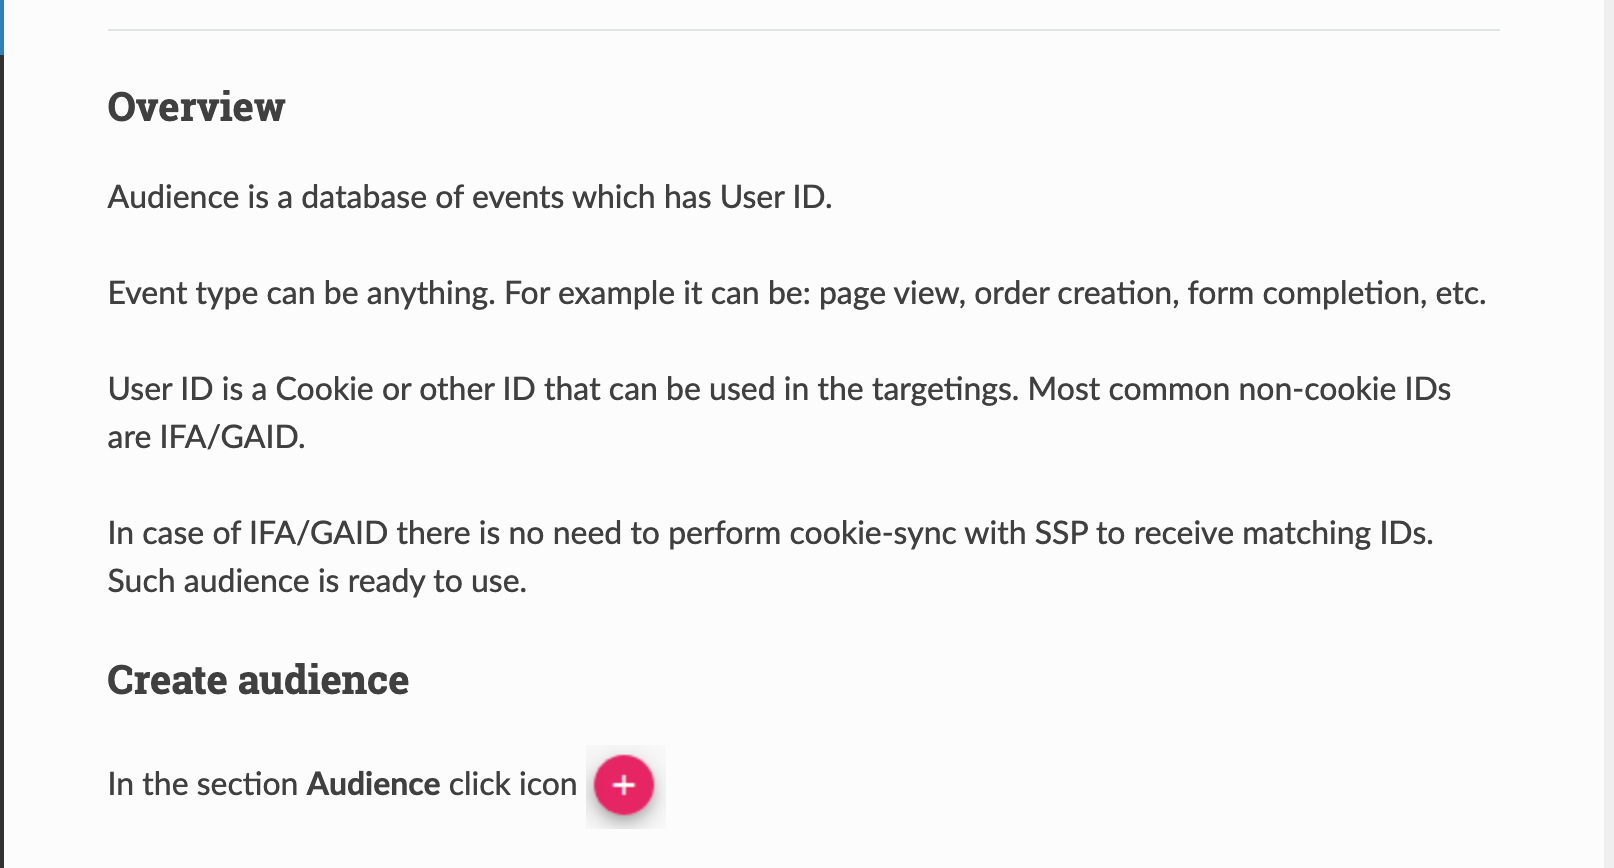 Overview
Audience is a database of events which has User ID.
Event type can be anything. For example it can be: page view, order creation, form completion, etc.
User ID is a Cookie or other ID that can be used in the targetings. Most common non-cookie IDs
are IFA/GAID.
In case of IFA/GAID there is no need to perform cookie-sync with SSP to receive matching IDs.
Such audience is ready to use.
Create audience
In the section Audience click icon +